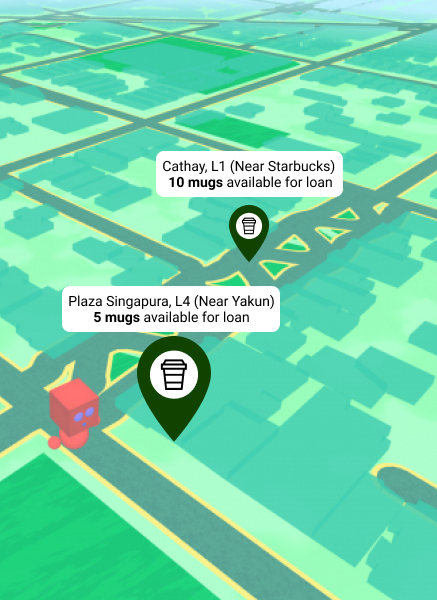 Cathay, L1 (Near Starbucks)
10 mugs available for loan
Plaza Singapura, L4 (Near Yakun)
5 mugs available for loan